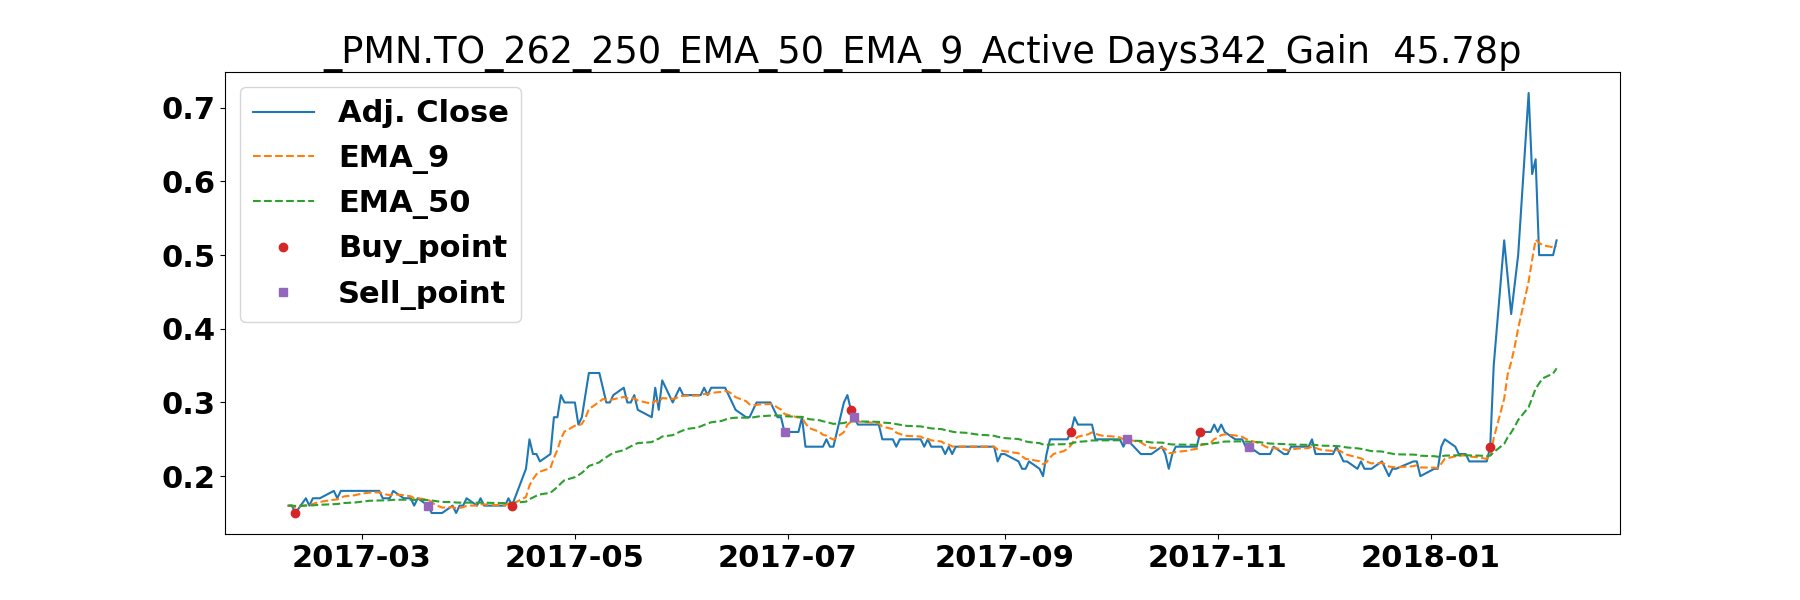 _PMN.TO_262_250_EMA_50_EMA_9_Active Days342_Gain  45.78p
0.7
0.6
0.5
0.4
0.3
0.2
Adj. Close
EMA_9
EMA_50
Buy_point
Sell_point
2017-03 2017-05 2017-07 2017-09 2017-11 2018-01